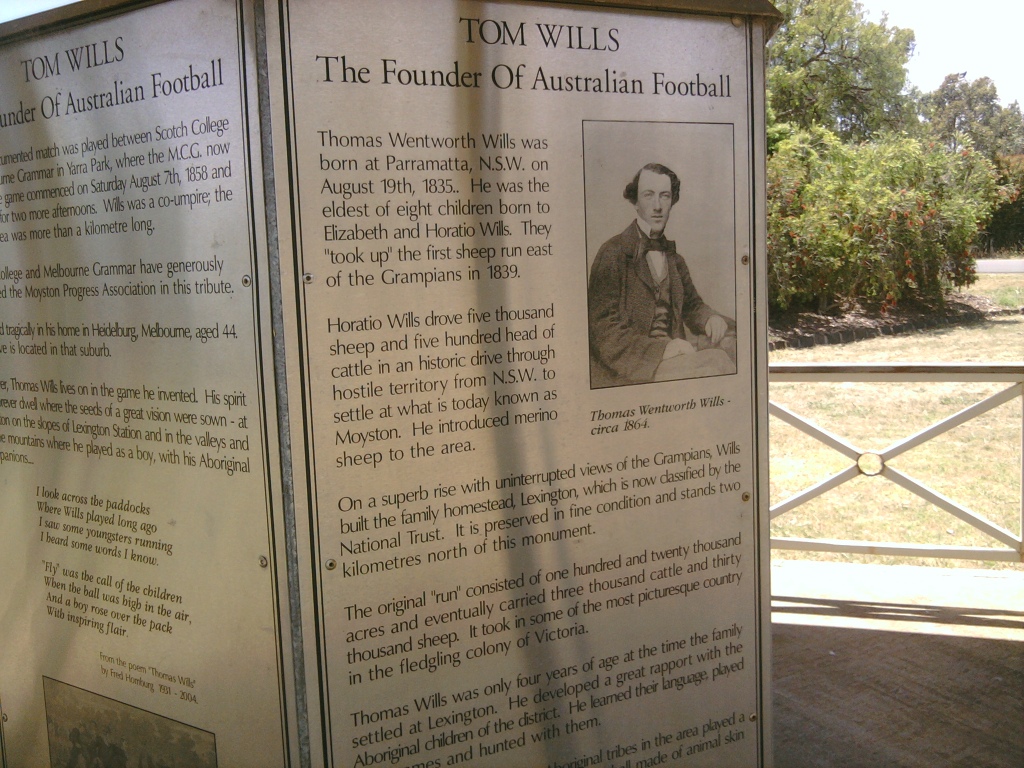 TOM WILLS
under Of Australian Football
umented match was played between Scotch College
rne Grammar in Yarra Park, where the M.C.G. now
game commenced on Saturday August 7th, 1858 and
for two more afternoons. Wills was a co-umpire; the
ea was more than a kilometre long.
ollege and Melbourne Grammar have generously
ed the Moyston Progress Association in this tribute.
d tragically in his home in Heidelburg, Melbourne, aged 44.
ve is located in that suburb.
er, Thomas Wills lives on in the game he invented. His spirit
rever dwell where the seeds of a great vision were sown - at
on on the slopes of Lexington Station and in the valleys and
e mountains where he played as a boy, with his Aboriginal
panions...
I look across the paddocks
Where Wills played long ago
I saw some youngsters running
I heard some words I know.
"Fly" was the call of the children
When the ball was high in the air,
And a boy rose over the pack
With inspiring flair.
From the poem "Thomas Wills"
by Fred Homburg 1931 - 2004.
TOM WILLS
The Founder Of Australian Football
Thomas Wentworth Wills was
born at Parramatta, N.S.W. on
August 19th, 1835.. He was the
eldest of eight children born to
Elizabeth and Horatio Wills. They
"took up" the first sheep run east
of the Grampians in 1839.
Horatio Wills drove five thousand
sheep and five hundred head of
cattle in an historic drive through
hostile territory from N.S.W. to
settle at what is today known as
Moyston. He introduced merino
sheep to the area.
Thomas Wentworth Wills -
circa 1864.
On a superb rise with uninterrupted views of the Grampians, Wills
built the family homestead, Lexington, which is now classified by the
National Trust. It is preserved in fine condition and stands two
kilometres north of this monument.
The original "run" consisted of one hundred and twenty thousand
acres and eventually carried three thousand cattle and thirty
thousand sheep. It took in some of the most picturesque country
in the fledgling colony of Victoria.
Thomas Wills was only four years of age at the time the family
settled at Lexington. He developed a great rapport with the
Aboriginal children of the district. He learned their language, played
mes and hunted with them.
boriginal tribes in the area played a
all made of animal skin